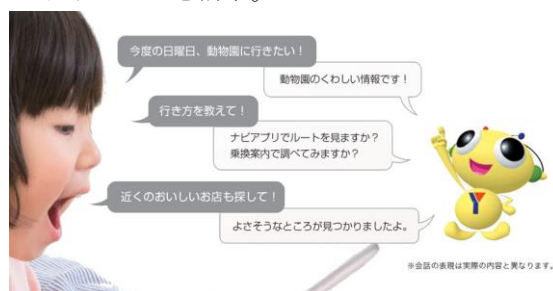 今度の日曜日、動物園に行きたい！
動物園のくわしい情報です！
行き方を教えて！
ナビアプリでルートを見ますか？
乗換案内で調べてみますか？
近くのおいしいお店も探して！
よさそうなところが見つかりましたよ。
Y
※会話の表現は実際の内容と異なります。